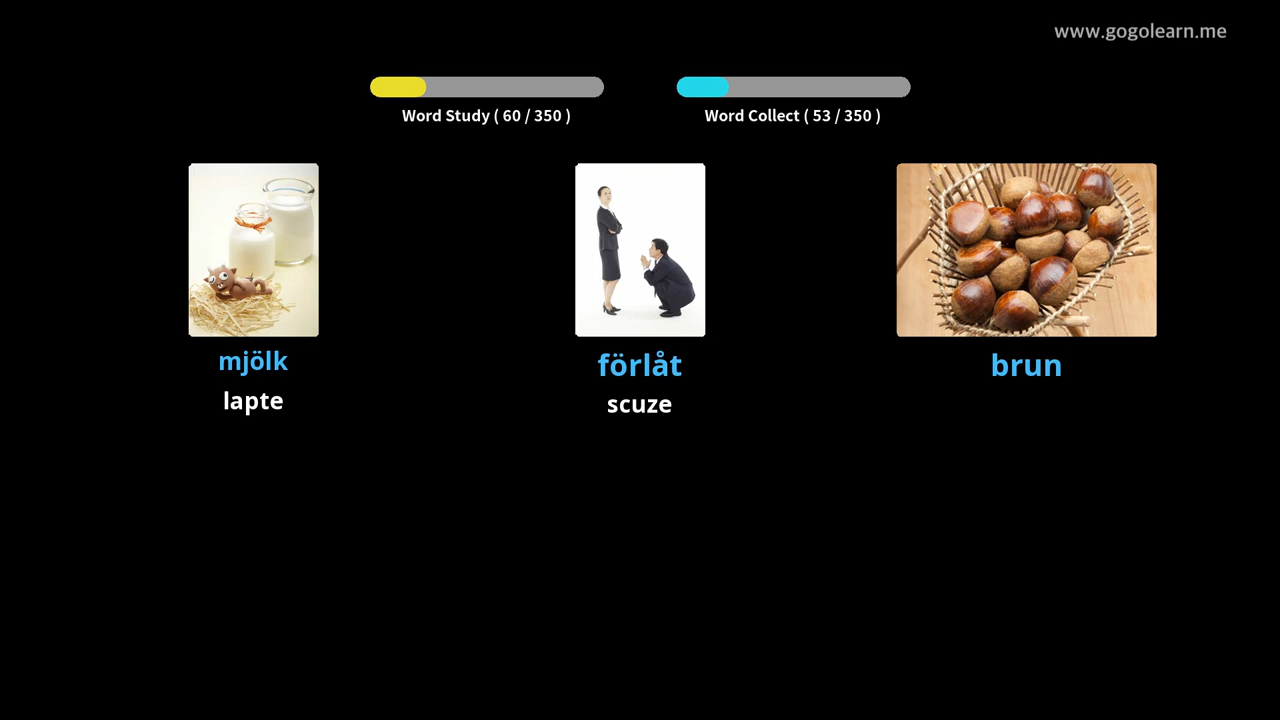 www.gogolearn.me
Word Study ( 60 / 350 )
Word Collect ( 53 / 350 )
mjölk
lapte
förlåt
scuze
brun